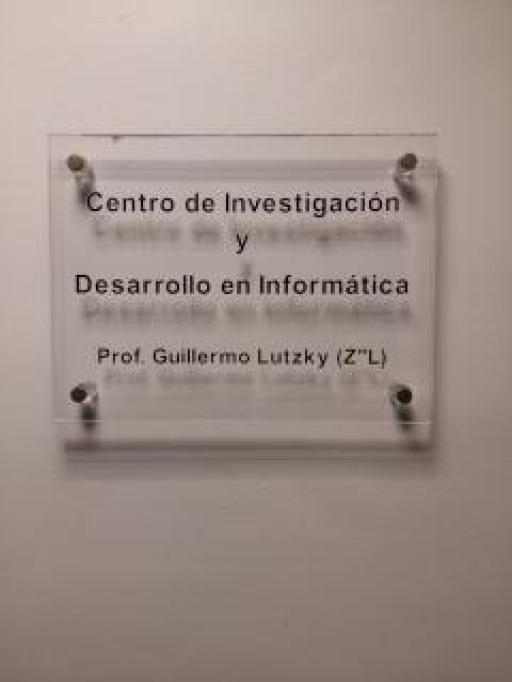 Centro de Investigación
y
Desarrollo en Informática
Prof. Guillermo Lutzky (Z"L)